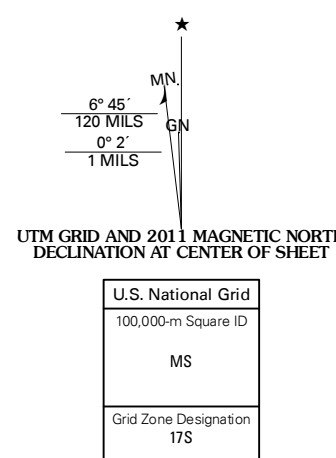 MN.
6° 45´
120 MILS
GN
0° 2´
1 MILS
UTM GRID AND 2011 MAGNETIC NORTH
DECLINATION AT CENTER OF SHEET
U.S. National Grid
100,000-m Square ID
MS
Grid Zone Designation
17S